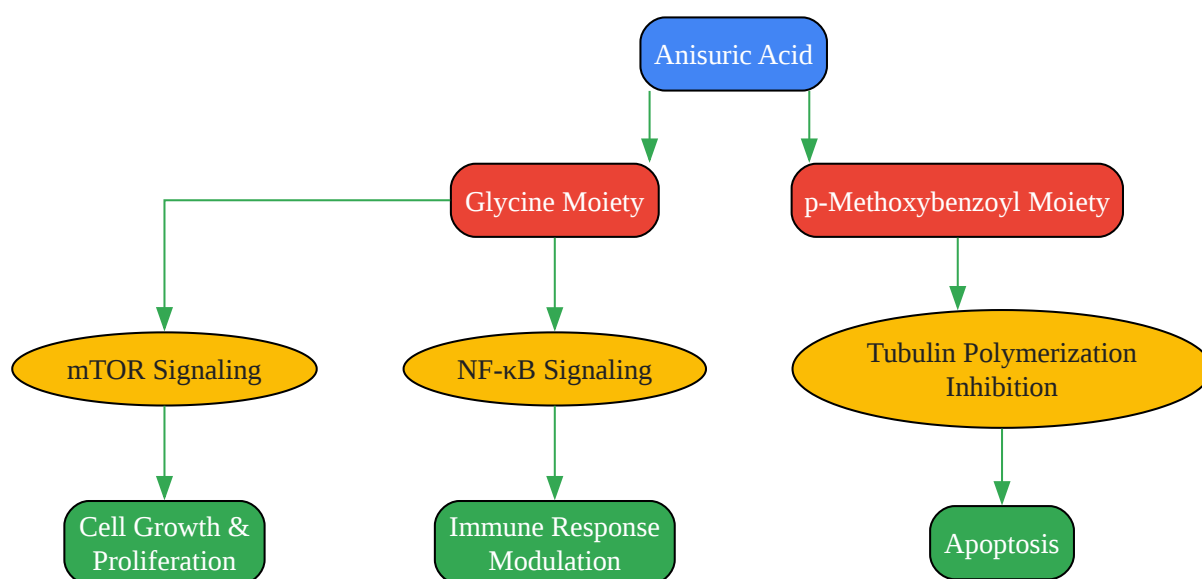 Anisuric Acid
Glycine Moiety
p-Methoxybenzoyl Moiety
mTOR Signaling
NF-κB Signaling
Tubulin Polymerization
Inhibition
Cell Growth &
Proliferation
Immune Response
Modulation
Apoptosis